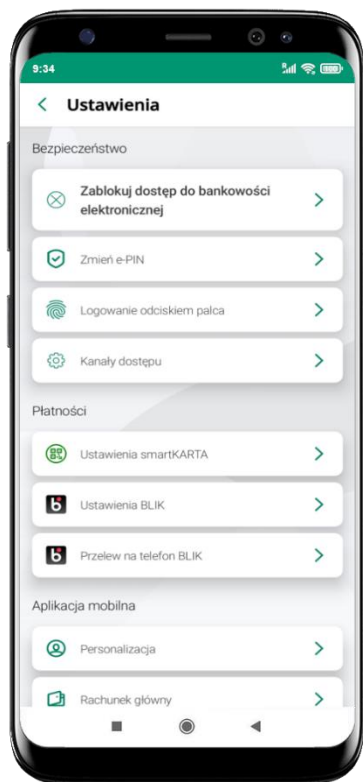 9:34
Ustawienia
Bezpieczeństwo
Zablokuj dostęp do bankowości
elektronicznej
Zmień e-PIN
Logowanie odciskiem palca
Kanały dostępu
Płatności
Ustawienia smartKARTA
Ustawienia BLIK
Przelew na telefon BLIK
Aplikacja mobilna
Personalizacja
Rachunek główny